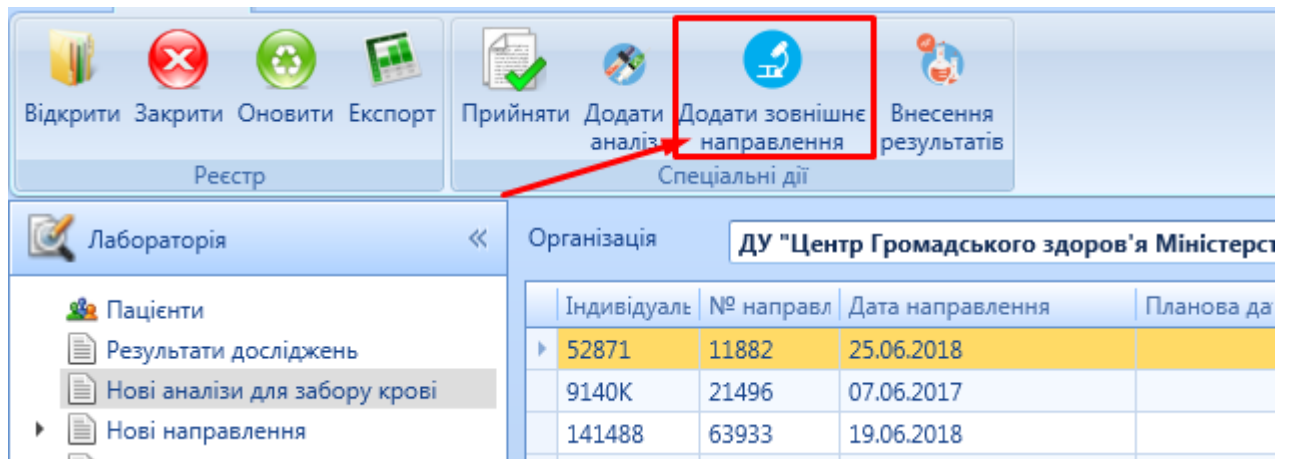 Відкрити Закрити Оновити Експорт Прийняти Додати аналіз Додати зовнішнє направлення Внесення результатів
Реєстр Спеціальні дії
Лабораторія
Організація ДУ "Центр Громадського здоров'я Міністерст
Пацієнти
Результати досліджень
Нові аналізи для забору крові
Нові направлення
Індивідуаль № направл Дата направлення Планова да
52871 11882 25.06.2018
9140K 21496 07.06.2017
141488 63933 19.06.2018